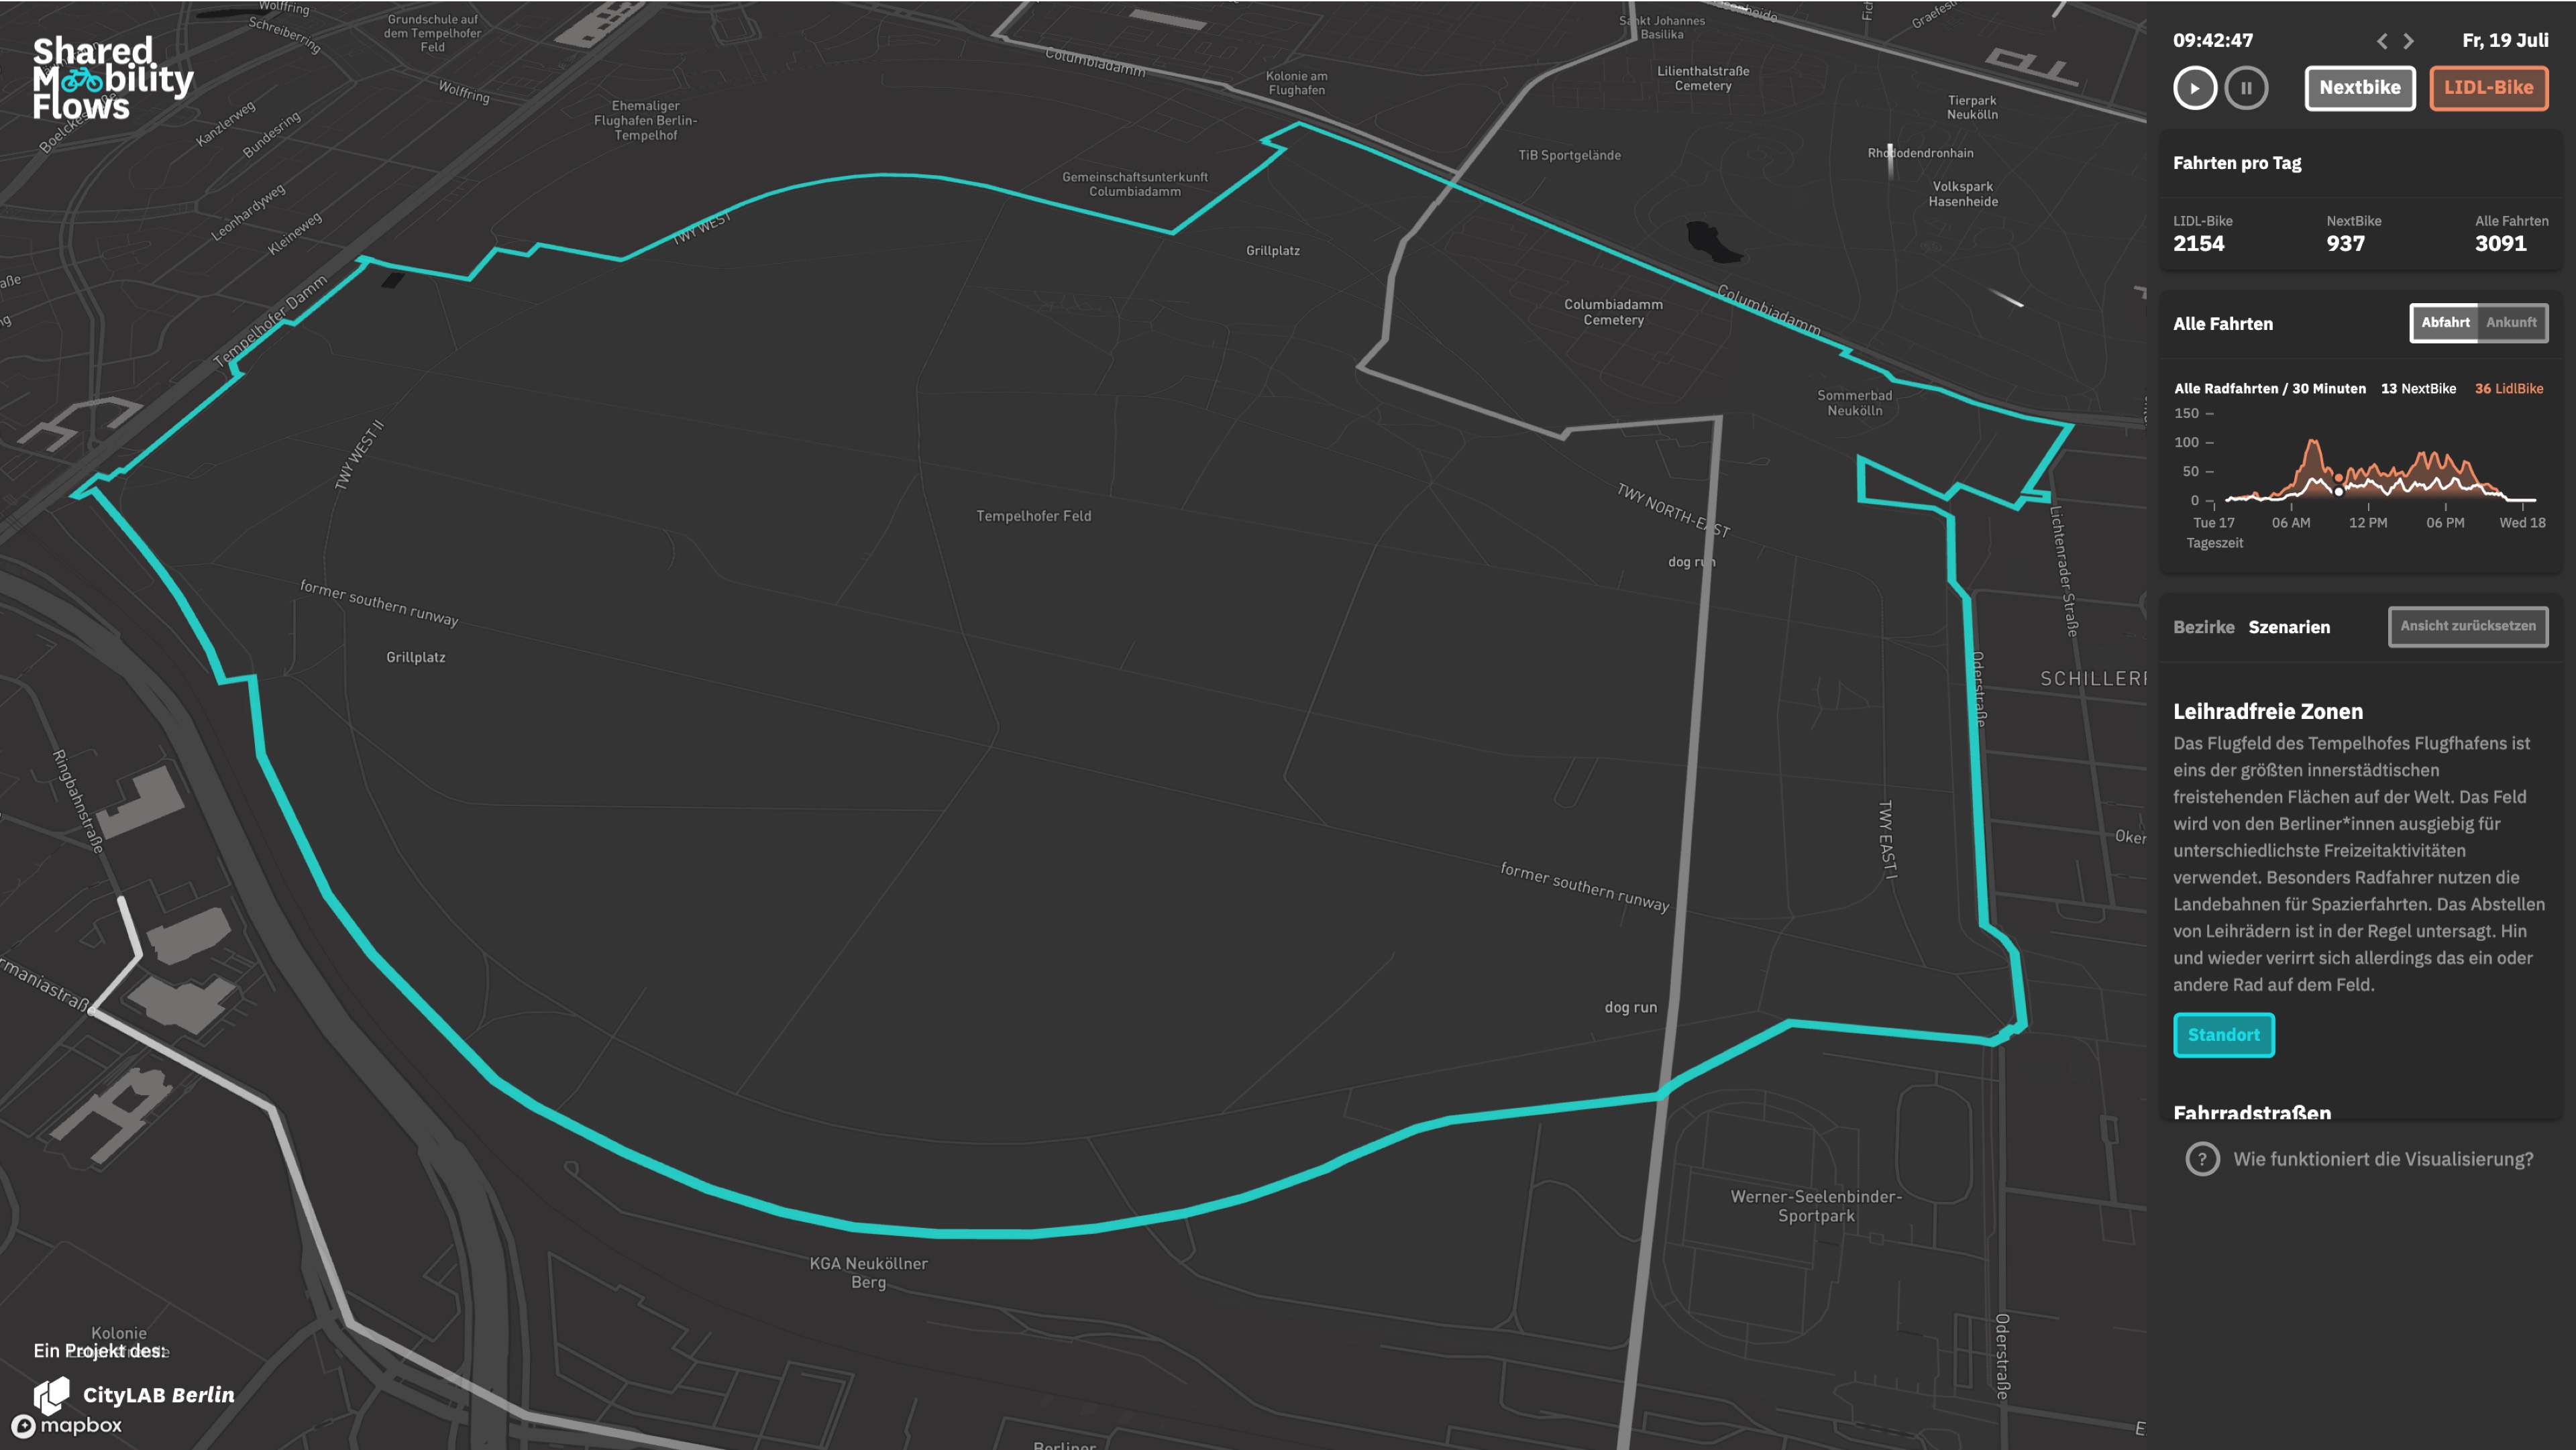 Shared
Mobility
Flows
Wolffring
Schreiberring
Grundschule auf
dem Tempelhofer
Feld
Wolffring
Kanzlerweg
Bundesring
Leonhardyweg
Kleineweg
Ehemaliger
Flughafen Berlin-
Tempelhof
Columbiadamm
Kolonie am
Flughafen
Sankt Johannes
Basilika
Lilienthalstraße
Cemetery
Tierpark
Neukölln
TiB Sportgelände
Rhododendronhain
Volkspark
Hasenheide
Gemeinschaftsunterkunft
Columbiadamm
TWY WEST
Grillplatz
Tempelhofer Damm
Columbiadamm
Cemetery
Columbiadamm
Sommerbad
Neukölln
TWY WEST II
Tempelhofer Feld
TWY NORTH-EAST
dog run
Lichtenrader Straße
former southern runway
Grillplatz
Oderstraße
SCHILLER
Ringbahnstraße
TWY EAST I
Oker
former southern runway
dog run
Werner-Seelenbinder-
Sportpark
KGA Neuköllner
Berg
Oderstraße
Kolonie
Ein Projekt des:
CityLAB Berlin
mapbox
Berliner
09:42:47
< >
Fr, 19 Juli
Nextbike
LIDL-Bike
Fahrten pro Tag
LIDL-Bike NextBike Alle Fahrten
2154 937 3091
Alle Fahrten
Abfahrt Ankunft
Alle Radfahrten / 30 Minuten 13 NextBike 36 LidlBike
150
100
50
0
Tue 17 06 AM 12 PM 06 PM Wed 18
Tageszeit
Bezirke Szenarien Ansicht zurücksetzen
Leihradfreie Zonen
Das Flugfeld des Tempelhofes Flugfhafens ist
eins der größten innerstädtischen
freistehenden Flächen auf der Welt. Das Feld
wird von den Berliner*innen ausgiebig für
unterschiedlichste Freizeitaktivitäten
verwendet. Besonders Radfahrer nutzen die
Landebahnen für Spazierfahrten. Das Abstellen
von Leihrädern ist in der Regel untersagt. Hin
und wieder verirrt sich allerdings das ein oder
andere Rad auf dem Feld.
Standort
Fahrradstraßen
? Wie funktioniert die Visualisierung?